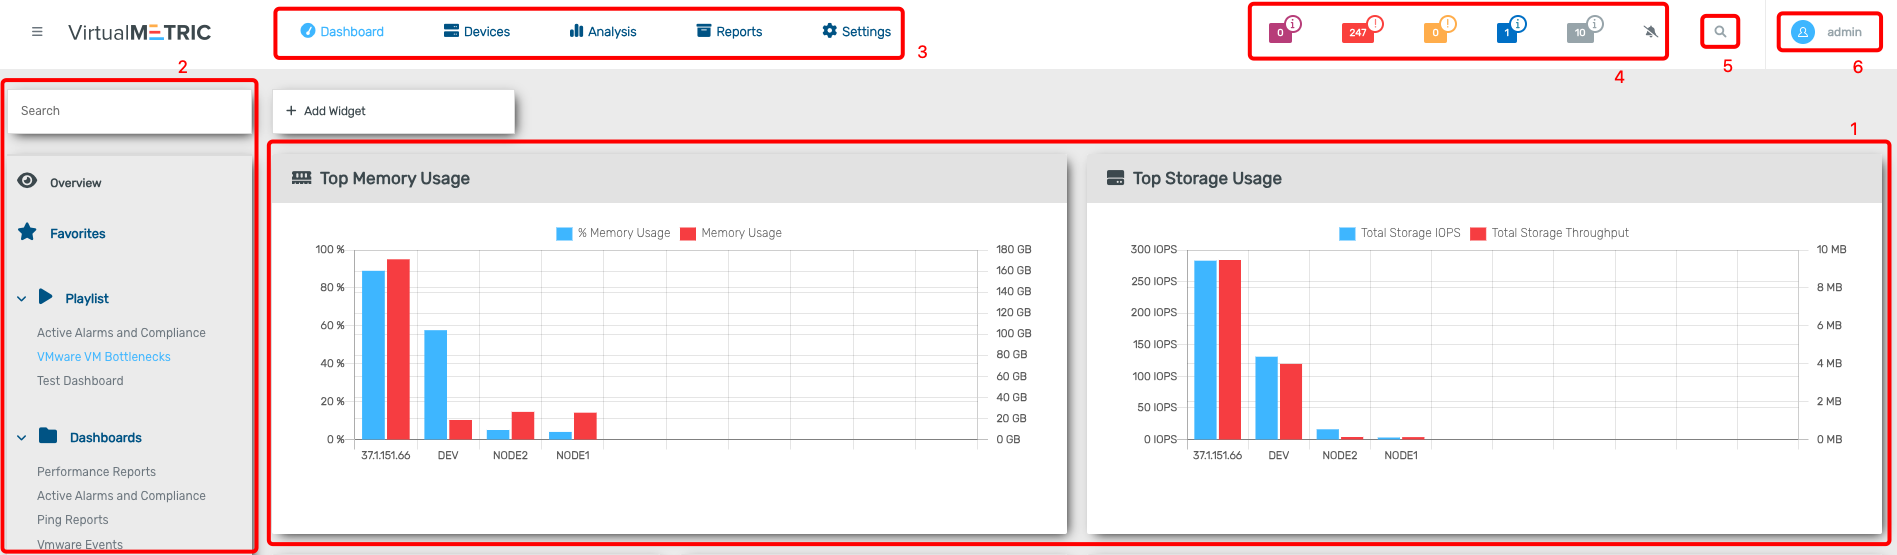 VirtualMETRIC
Dashboard Devices Analysis Reports Settings
0 i 247 ! 0 ! 1 i 10 i
admin
2 3 4 5 6
Search
+ Add Widget
1
Overview
Favorites
Playlist
Active Alarms and Compliance
VMware VM Bottlenecks
Test Dashboard
Dashboards
Performance Reports
Active Alarms and Compliance
Ping Reports
Vmware Events
Top Memory Usage
% Memory Usage Memory Usage
100 % 180 GB
160 GB
80 % 140 GB
120 GB
60 % 100 GB
80 GB
40 % 60 GB
40 GB
20 % 20 GB
0 % 0 GB
37.1.151.66 DEV NODE2 NODE1
Top Storage Usage
Total Storage IOPS Total Storage Throughput
300 IOPS 10 MB
250 IOPS 8 MB
200 IOPS 6 MB
150 IOPS
100 IOPS 4 MB
50 IOPS 2 MB
0 IOPS 0 MB
37.1.151.66 DEV NODE2 NODE1